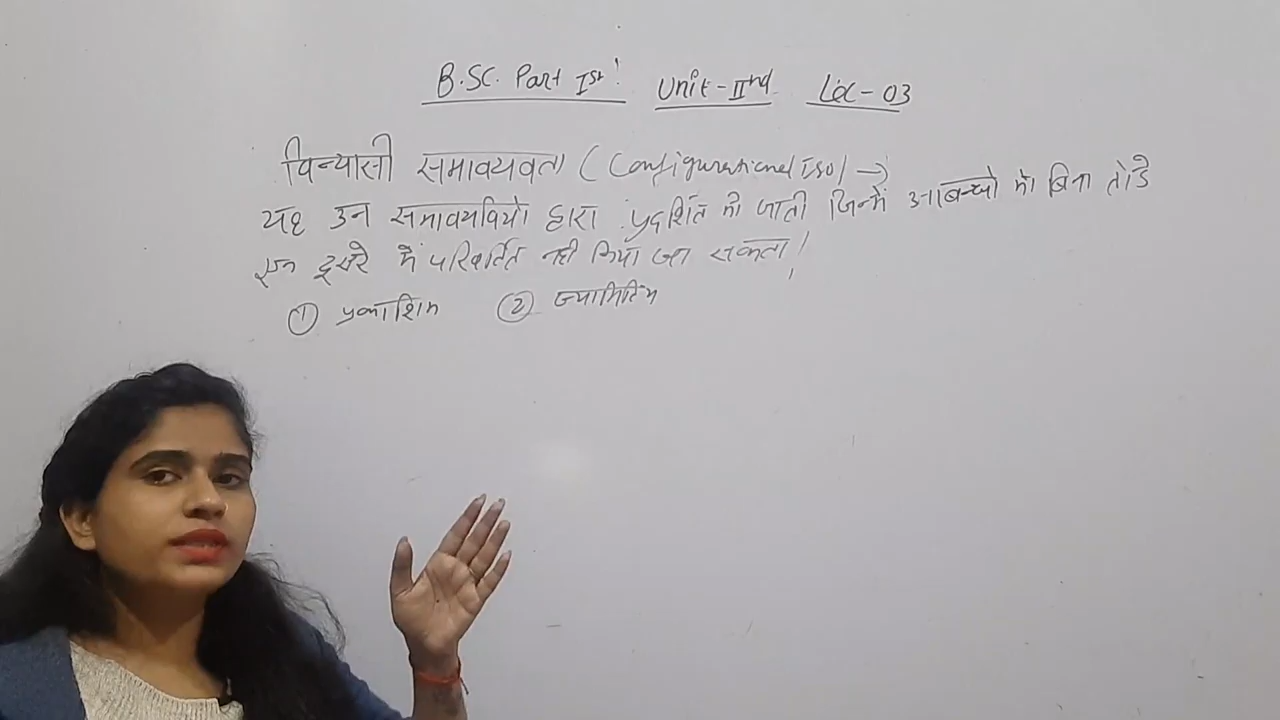 B.SC. Part Ist! Unit-IInd Lec-03
विन्यासी समावयवता (Configurational Iso) →
यह उन समावयवियो द्वारा प्रदर्शित की जाती जिनमें आबन्धो को बिना तोडे
एक दूसरे में परिवर्तित नही किया जा सकता!
① प्रकाशिक ② ज्यामितिय